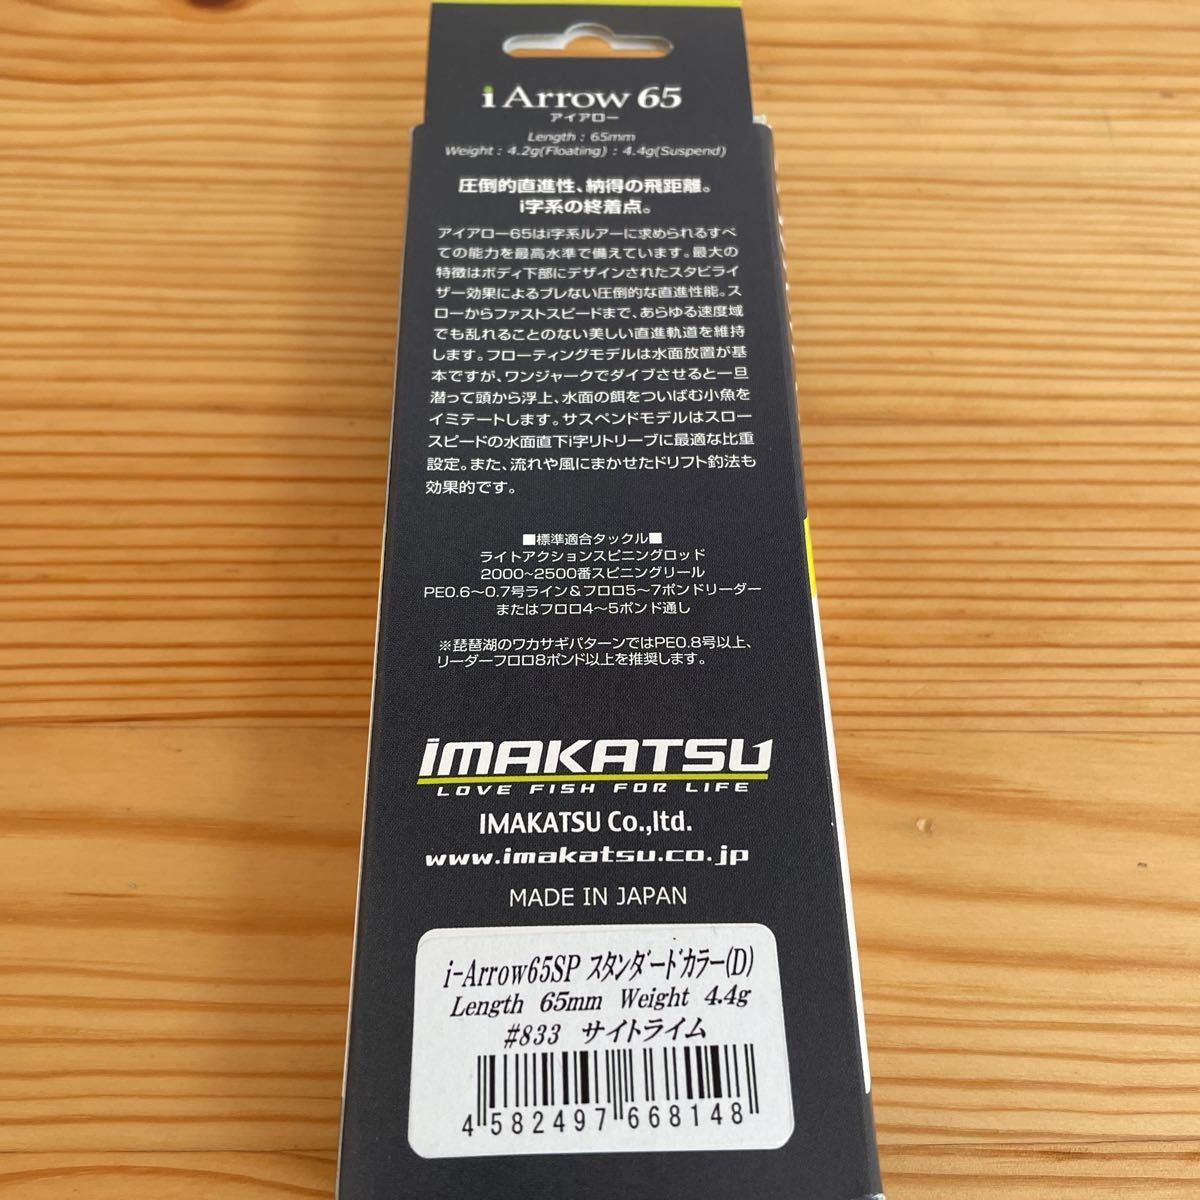 i Arrow 65
アイアロー
Length : 65mm
Weight : 4.2g(Floating) : 4.4g(Suspend)
圧倒的直進性、納得の飛距離。
i字系の終着点。
アイアロー65はi字系ルアーに求められるすべ
ての能力を最高水準で備えています。最大の
特徴はボディ下部にデザインされたスタビライ
ザー効果によるブレない圧倒的な直進性能。ス
ローからファストスピードまで、あらゆる速度域
でも乱れることのない美しい直進軌道を維持
します。フローティングモデルは水面放置が基
本ですが、ワンジャークでダイブさせると一旦
潜って頭から浮上、水面の餌をついばむ小魚を
イミテートします。サスペンドモデルはスロー
スピードの水面直下i字リトリーブに最適な比重
設定。また、流れや風にまかせたドリフト釣法も
効果的です。
■標準適合タックル■
ライトアクションスピニングロッド
2000~2500番スピニングリール
PE0.6〜0.7号ライン&フロロ5〜7ポンドリーダー
またはフロロ4〜5ポンド通し
※琵琶湖のワカサギパターンではPE0.8号以上、
リーダーフロロ8ポンド以上を推奨します。
iMAKATSU
LOVE FISH FOR LIFE
IMAKATSU Co.,ltd.
www.imakatsu.co.jp
MADE IN JAPAN
i-Arrow65SP ｽﾀﾝﾀﾞｰﾄﾞｶﾗｰ(D)
Length 65mm Weight 4.4g
#833 サイトライム
4 582497 668148